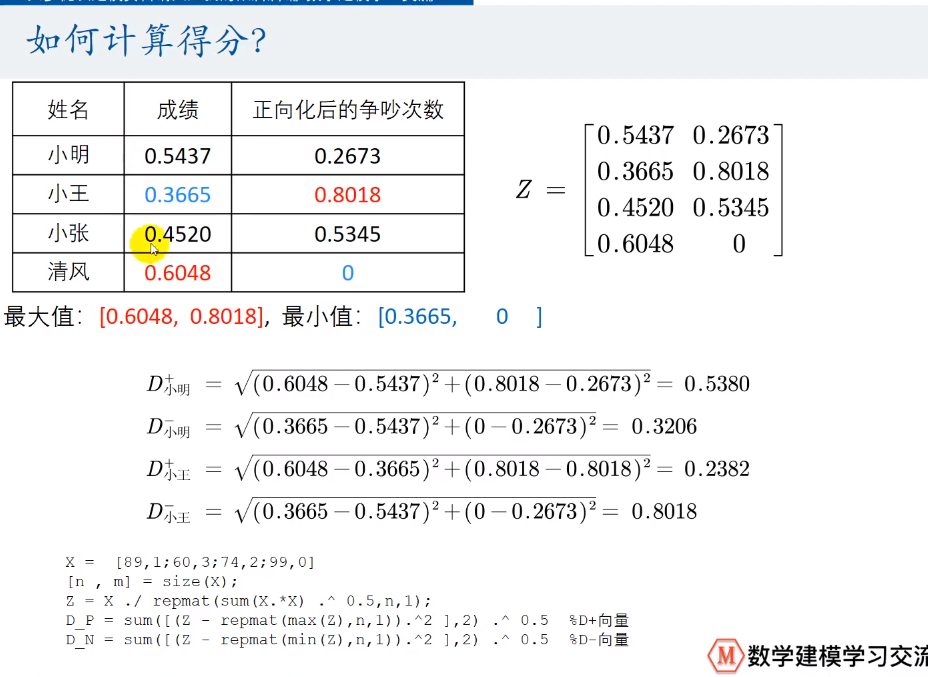 如何计算得分?
姓名 成绩 正向化后的争吵次数
小明 0.5437 0.2673
小王 0.3665 0.8018
小张 0.4520 0.5345
清风 0.6048 0
Z = [0.5437 0.2673
0.3665 0.8018
0.4520 0.5345
0.6048 0]
最大值：[0.6048, 0.8018], 最小值：[0.3665, 0 ]
D⁺小明 = √(0.6048−0.5437)²+(0.8018−0.2673)² = 0.5380
D⁻小明 = √(0.3665−0.5437)²+(0−0.2673)² = 0.3206
D⁺小王 = √(0.6048−0.3665)²+(0.8018−0.8018)² = 0.2382
D⁻小王 = √(0.3665−0.5437)²+(0−0.2673)² = 0.8018
X = [89,1;60,3;74,2;99,0]
[n , m] = size(X);
Z = X ./ repmat(sum(X.*X) .^ 0.5,n,1);
D_P = sum([(Z - repmat(max(Z),n,1)).^2 ],2) .^ 0.5 %D+向量
D_N = sum([(Z - repmat(min(Z),n,1)).^2 ],2) .^ 0.5 %D-向量
M 数学建模学习交流